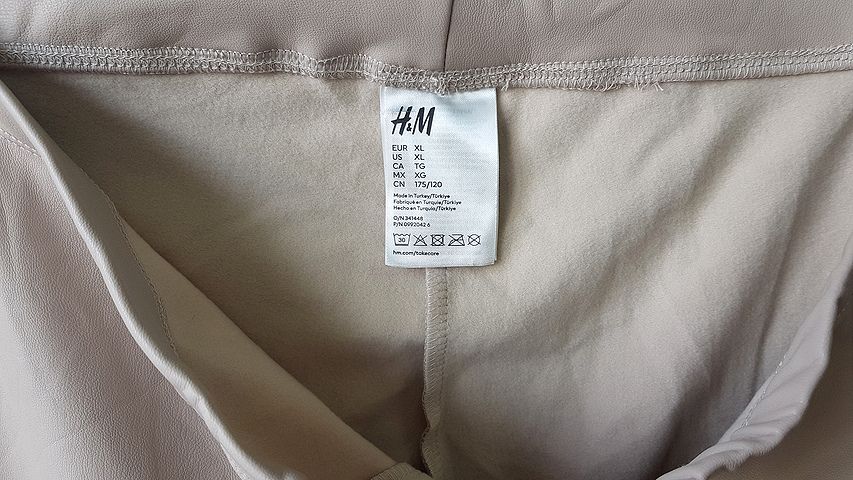 H&M
EUR XL
US XL
CA TG
MX XG
CN 175/120
Made in Turkey/Türkiye
Fabriqué en Turquie/Türkiye
Hecho en Turquía/Türkiye
O/N 341448
P/N 0992042 6
30
hm.com/takecare